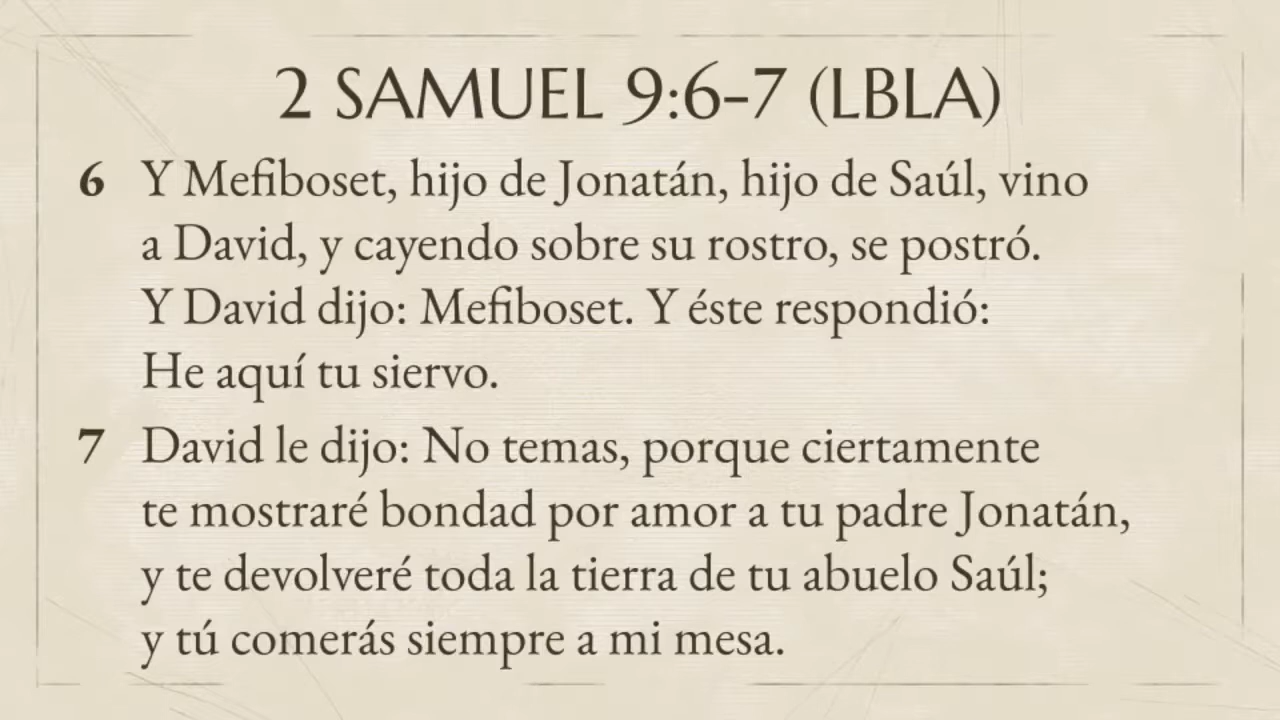 2 SAMUEL 9:6-7 (LBLA)
6 Y Mefiboset, hijo de Jonatán, hijo de Saúl, vino
a David, y cayendo sobre su rostro, se postró.
Y David dijo: Mefiboset. Y éste respondió:
He aquí tu siervo.
7 David le dijo: No temas, porque ciertamente
te mostraré bondad por amor a tu padre Jonatán,
y te devolveré toda la tierra de tu abuelo Saúl;
y tú comerás siempre a mi mesa.